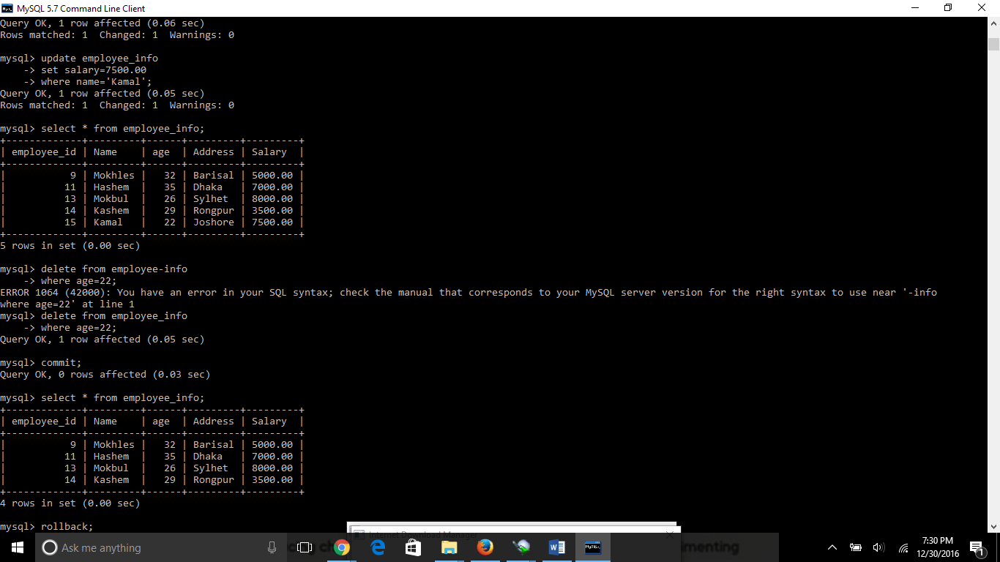 MySQL 5.7 Command Line Client
Query OK, 1 row affected (0.06 sec)
Rows matched: 1  Changed: 1  Warnings: 0
mysql> update employee_info
    -> set salary=7500.00
    -> where name='Kamal';
Query OK, 1 row affected (0.05 sec)
Rows matched: 1  Changed: 1  Warnings: 0
mysql> select * from employee_info;
+-------------+---------+------+---------+---------+
| employee_id | Name    | age  | Address | Salary  |
+-------------+---------+------+---------+---------+
|           9 | Mokhles |   32 | Barisal | 5000.00 |
|          11 | Hashem  |   35 | Dhaka   | 7000.00 |
|          13 | Mokbul  |   26 | Sylhet  | 8000.00 |
|          14 | Kashem  |   29 | Rongpur | 3500.00 |
|          15 | Kamal   |   22 | Joshore | 7500.00 |
+-------------+---------+------+---------+---------+
5 rows in set (0.00 sec)
mysql> delete from employee-info
    -> where age=22;
ERROR 1064 (42000): You have an error in your SQL syntax; check the manual that corresponds to your MySQL server version for the right syntax to use near '-info
where age=22' at line 1
mysql> delete from employee_info
    -> where age=22;
Query OK, 1 row affected (0.05 sec)
mysql> commit;
Query OK, 0 rows affected (0.03 sec)
mysql> select * from employee_info;
+-------------+---------+------+---------+---------+
| employee_id | Name    | age  | Address | Salary  |
+-------------+---------+------+---------+---------+
|           9 | Mokhles |   32 | Barisal | 5000.00 |
|          11 | Hashem  |   35 | Dhaka   | 7000.00 |
|          13 | Mokbul  |   26 | Sylhet  | 8000.00 |
|          14 | Kashem  |   29 | Rongpur | 3500.00 |
+-------------+---------+------+---------+---------+
4 rows in set (0.00 sec)
mysql> rollback;
Internet Download Manager
Ask me anything
imenting
7:30 PM
12/30/2016
1